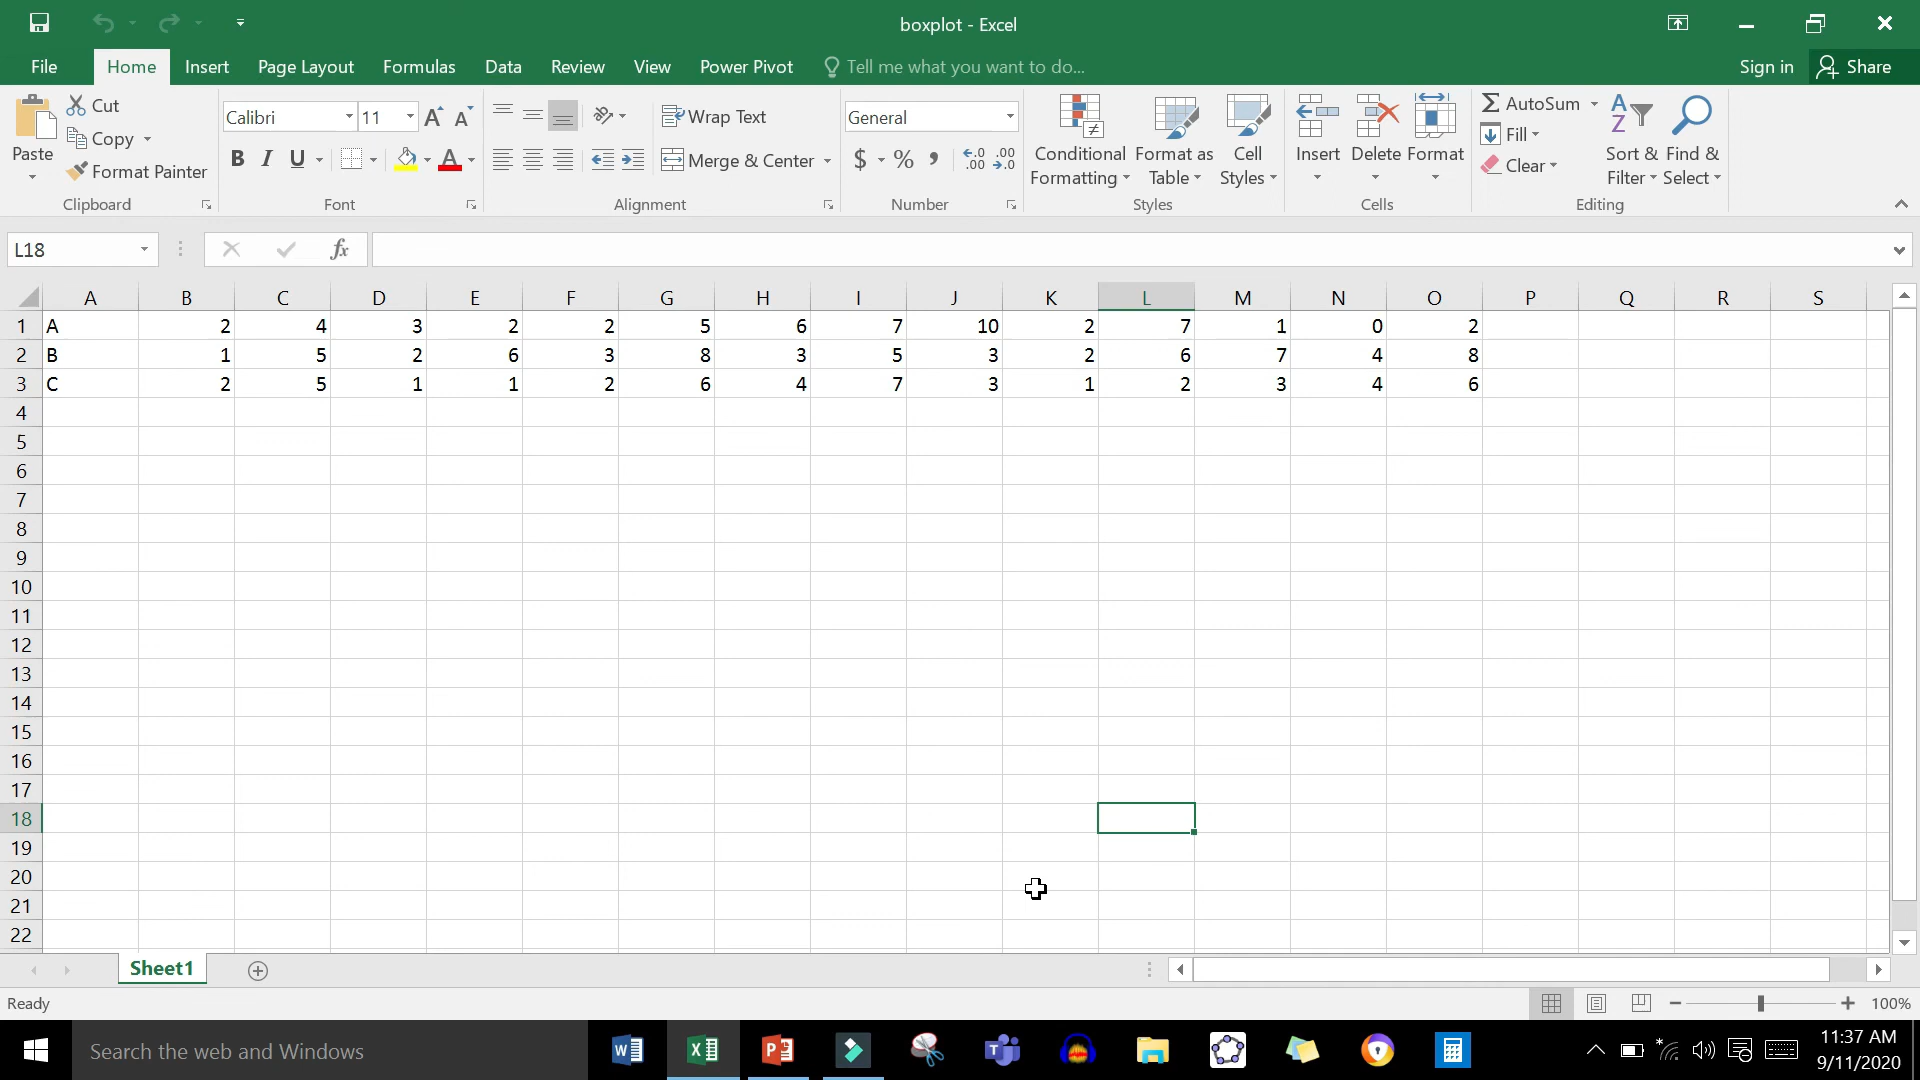 boxplot - Excel
File Home Insert Page Layout Formulas Data Review View Power Pivot Tell me what you want to do... Sign in Share
Paste Cut Copy Format Painter Clipboard
Calibri 11 A A B I U A Font
Wrap Text Merge & Center Alignment
General $ % , .0 .00 .00 .0 Number
Conditional Formatting Format as Table Cell Styles Styles
Insert Delete Format Cells
AutoSum Fill Clear A Z Sort & Filter Find & Select Editing
L18 fx
A B C D E F G H I J K L M N O P Q R S
1 A 2 4 3 2 2 5 6 7 10 2 7 1 0 2
2 B 1 5 2 6 3 8 3 5 3 2 6 7 4 8
3 C 2 5 1 1 2 6 4 7 3 1 2 3 4 6
4
5
6
7
8
9
10
11
12
13
14
15
16
17
18
19
20
21
22
Sheet1
Ready 100%
Search the web and Windows
11:37 AM
9/11/2020